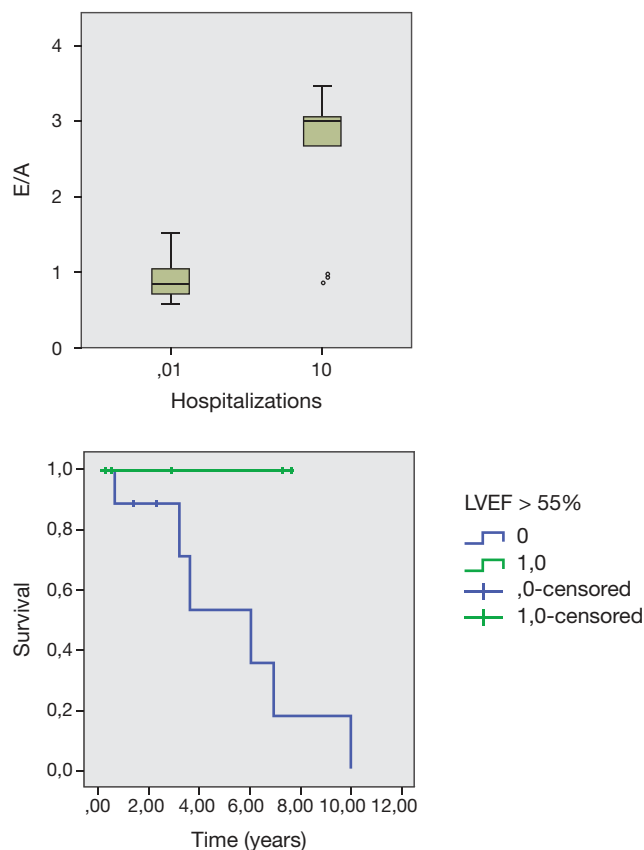 4
3
2
1
0
E/A
,01
10
Hospitalizations
1,0
0,8
0,6
0,4
0,2
0,0
Survival
,00 2,00 4,00 6,00 8,00 10,00 12,00
Time (years)
LVEF > 55%
0
1,0
,0-censored
1,0-censored